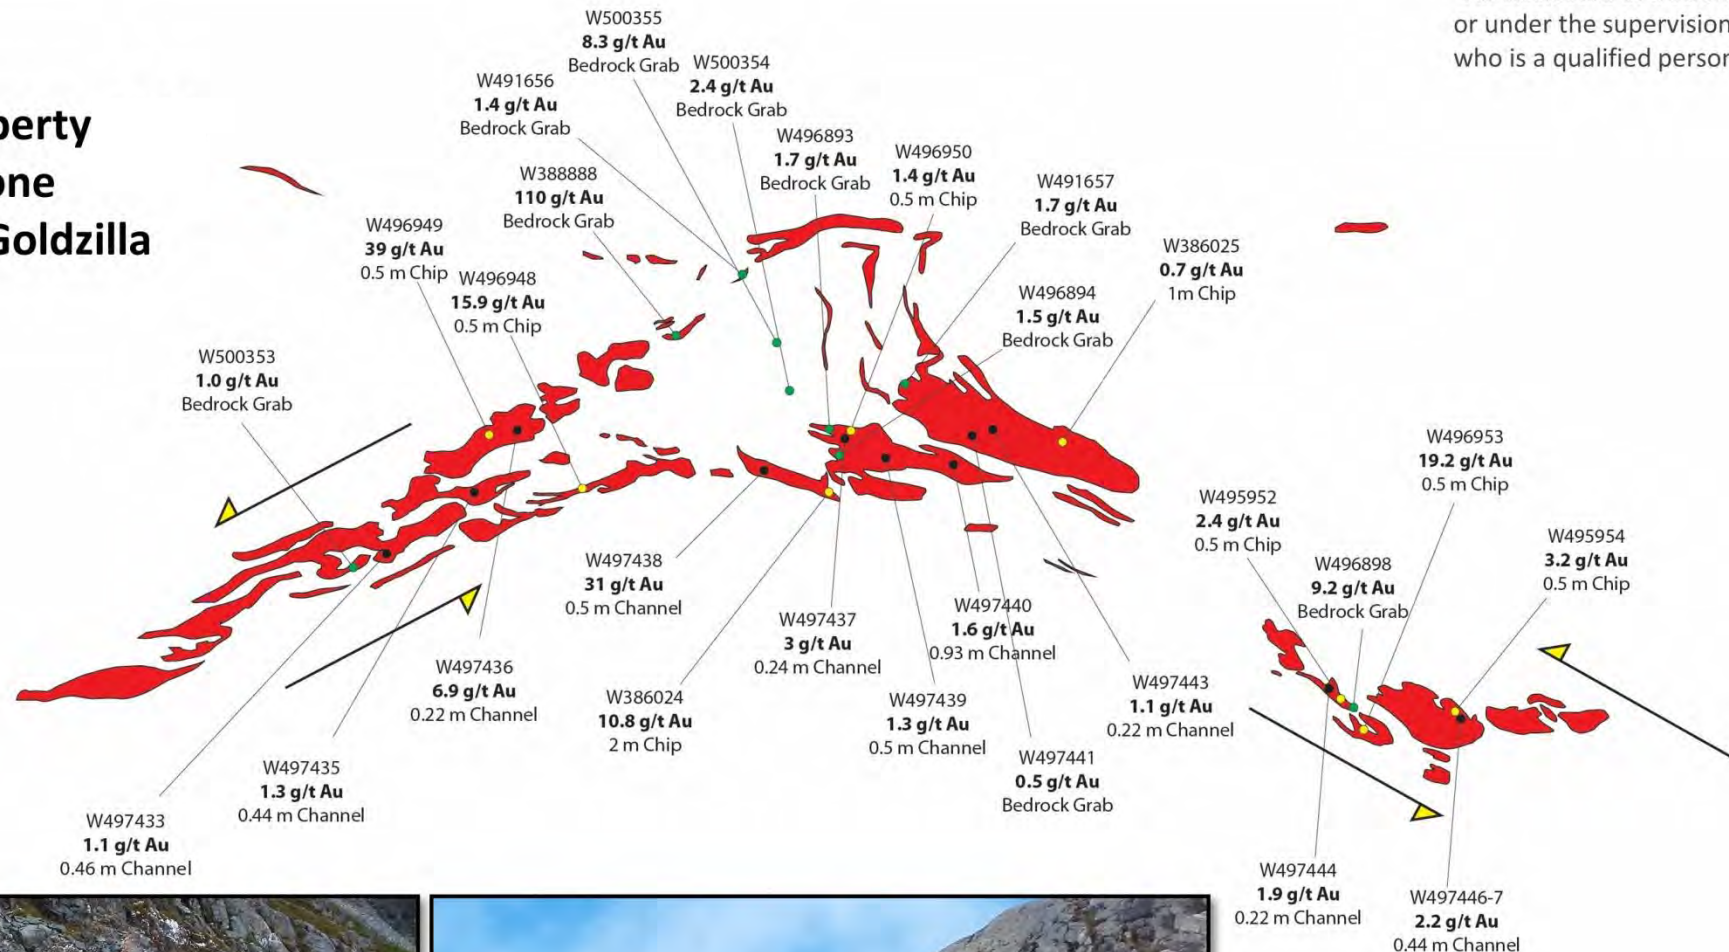 or under the supervision
who is a qualified person
perty
one
Goldzilla
W500355
8.3 g/t Au
Bedrock Grab
W500354
2.4 g/t Au
Bedrock Grab
W491656
1.4 g/t Au
Bedrock Grab
W496893
1.7 g/t Au
Bedrock Grab
W496950
1.4 g/t Au
0.5 m Chip
W388888
110 g/t Au
Bedrock Grab
W491657
1.7 g/t Au
Bedrock Grab
W496949
39 g/t Au
0.5 m Chip
W386025
0.7 g/t Au
1m Chip
W496948
15.9 g/t Au
0.5 m Chip
W496894
1.5 g/t Au
Bedrock Grab
W500353
1.0 g/t Au
Bedrock Grab
W496953
19.2 g/t Au
0.5 m Chip
W495952
2.4 g/t Au
0.5 m Chip
W495954
3.2 g/t Au
0.5 m Chip
W496898
9.2 g/t Au
Bedrock Grab
W497438
31 g/t Au
0.5 m Channel
W497437
3 g/t Au
0.24 m Channel
W497440
1.6 g/t Au
0.93 m Channel
W497436
6.9 g/t Au
0.22 m Channel
W386024
10.8 g/t Au
2 m Chip
W497439
1.3 g/t Au
0.5 m Channel
W497443
1.1 g/t Au
0.22 m Channel
W497441
0.5 g/t Au
Bedrock Grab
W497435
1.3 g/t Au
0.44 m Channel
W497433
1.1 g/t Au
0.46 m Channel
W497444
1.9 g/t Au
0.22 m Channel
W497446-7
2.2 g/t Au
0.44 m Channel